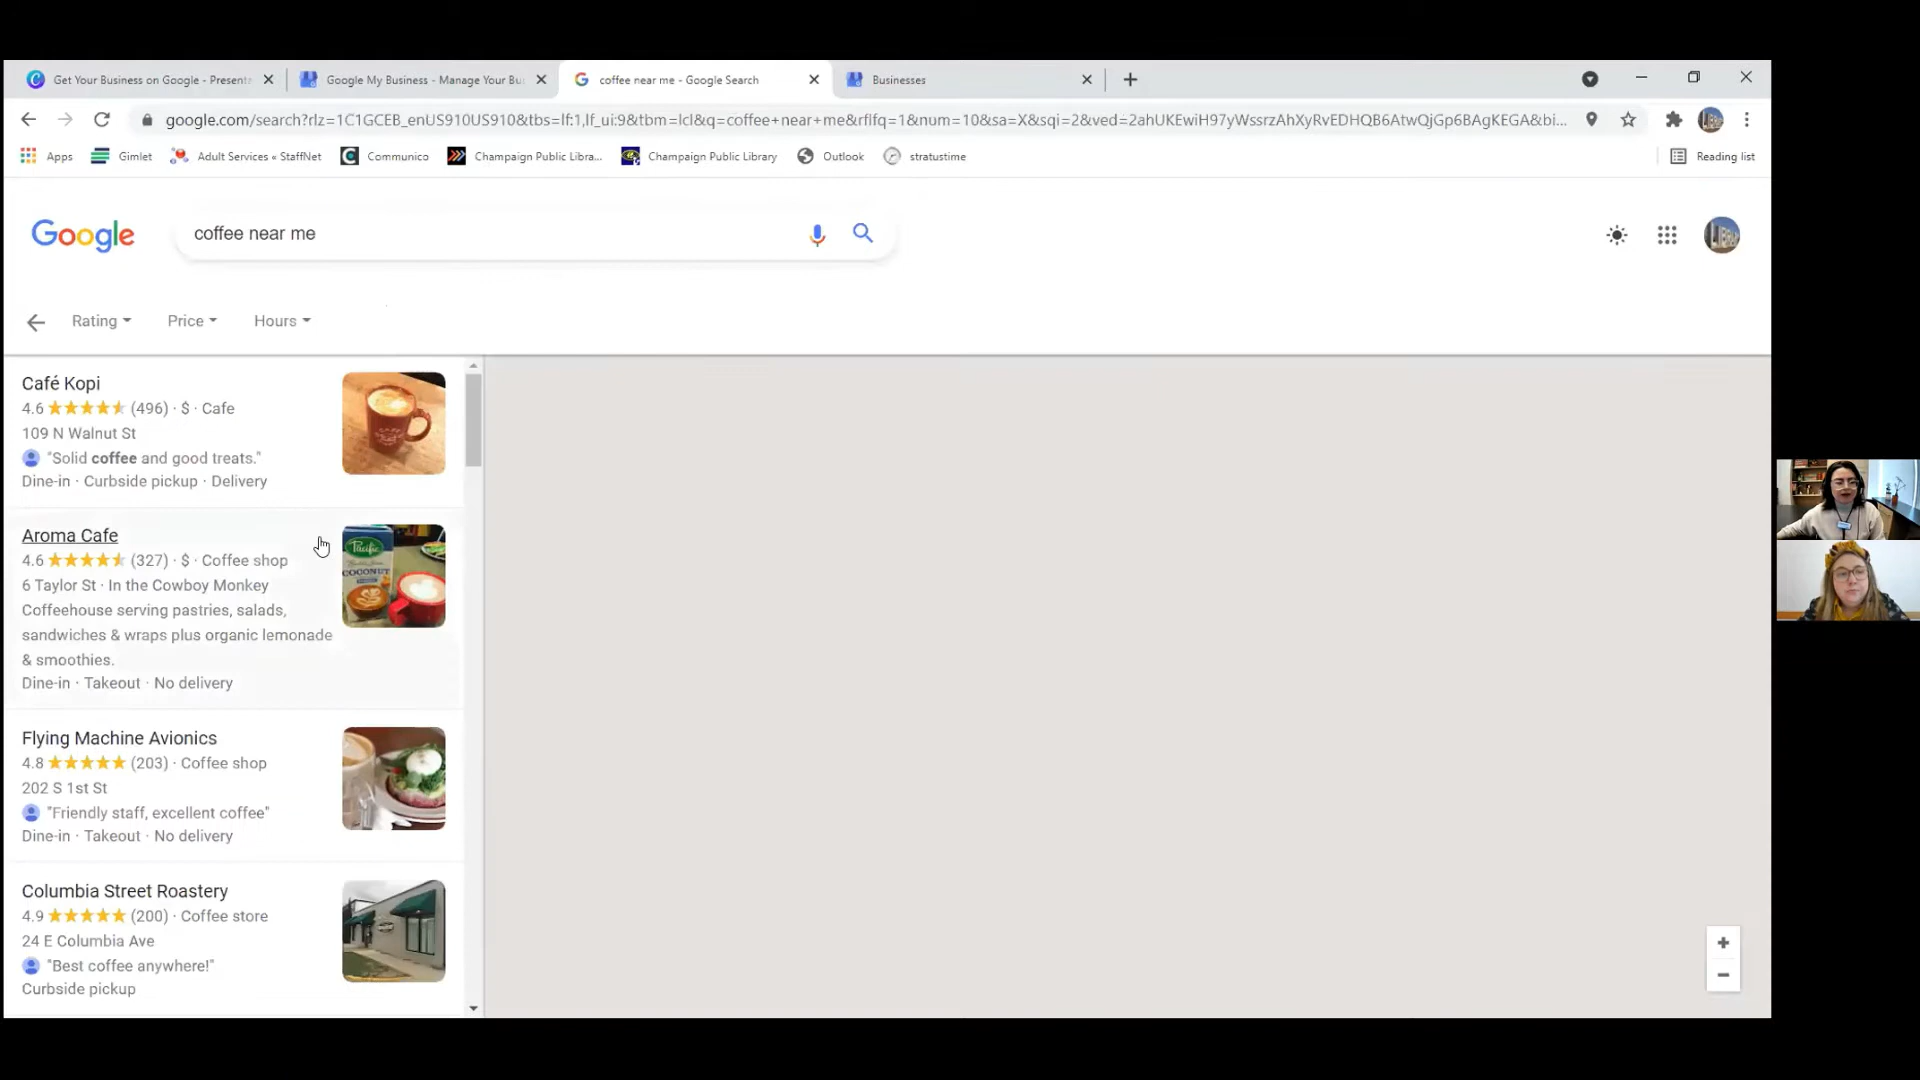 Get Your Business on Google - Present
Google My Business - Manage Your Bu
coffee near me - Google Search
Businesses
google.com/search?rlz=1C1GCEB_enUS910US910&tbs=lf:1,lf_ui:9&tbm=lcl&q=coffee+near+me&rflfq=1&num=10&sa=X&sqi=2&ved=2ahUKEwiH97yWssrzAhXyRvEDHQB6AtwQjGp6BAgKEGA&bi...
Apps
Gimlet
Adult Services « StaffNet
Communico
Champaign Public Libra...
Champaign Public Library
Outlook
stratustime
Reading list
Google
coffee near me
Rating
Price
Hours
Café Kopi
4.6 (496) · $ · Cafe
109 N Walnut St
"Solid coffee and good treats."
Dine-in · Curbside pickup · Delivery
Aroma Cafe
4.6 (327) · $ · Coffee shop
6 Taylor St · In the Cowboy Monkey
Coffeehouse serving pastries, salads,
sandwiches & wraps plus organic lemonade
& smoothies.
Dine-in · Takeout · No delivery
Pacific
COCONUT
Flying Machine Avionics
4.8 (203) · Coffee shop
202 S 1st St
"Friendly staff, excellent coffee"
Dine-in · Takeout · No delivery
Columbia Street Roastery
4.9 (200) · Coffee store
24 E Columbia Ave
"Best coffee anywhere!"
Curbside pickup